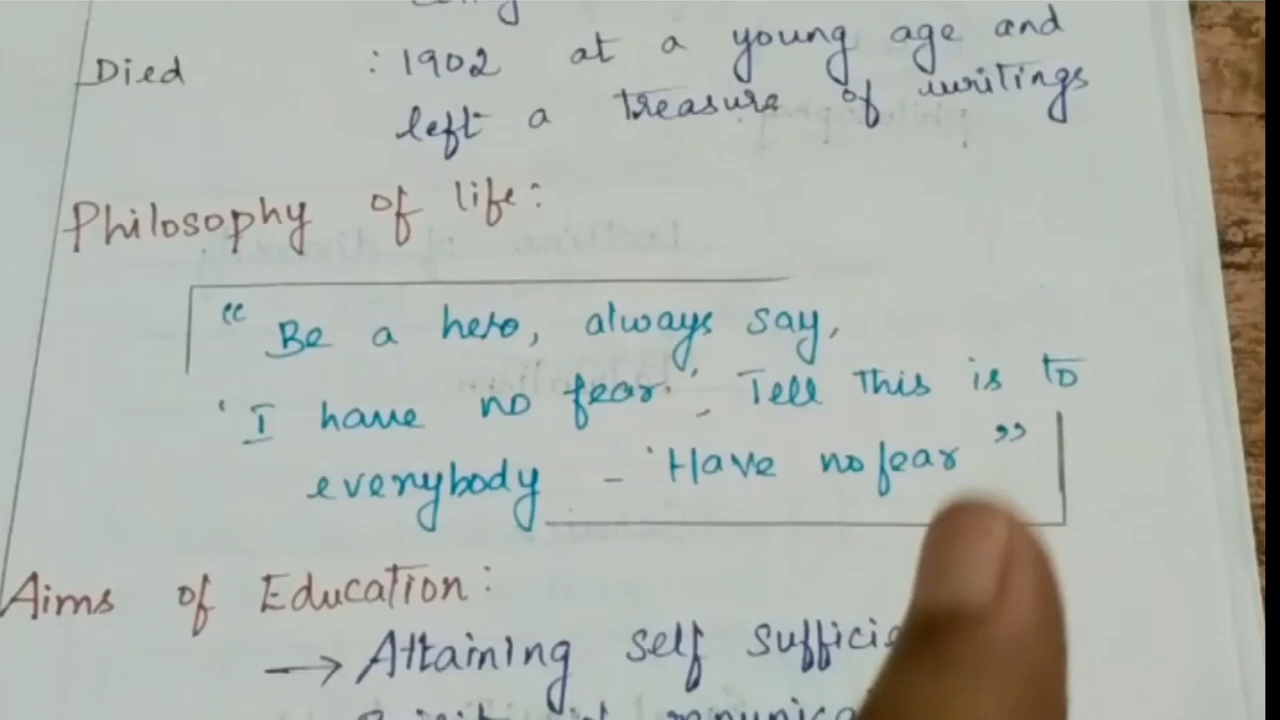 Died : 1902 at a young age and
left a treasure of writings
Philosophy of life:
“ Be a hero, always say,
‘I have no fear.’ Tell This is to
everybody – ‘Have no fear ”
Aims of Education:
→ Attaining self